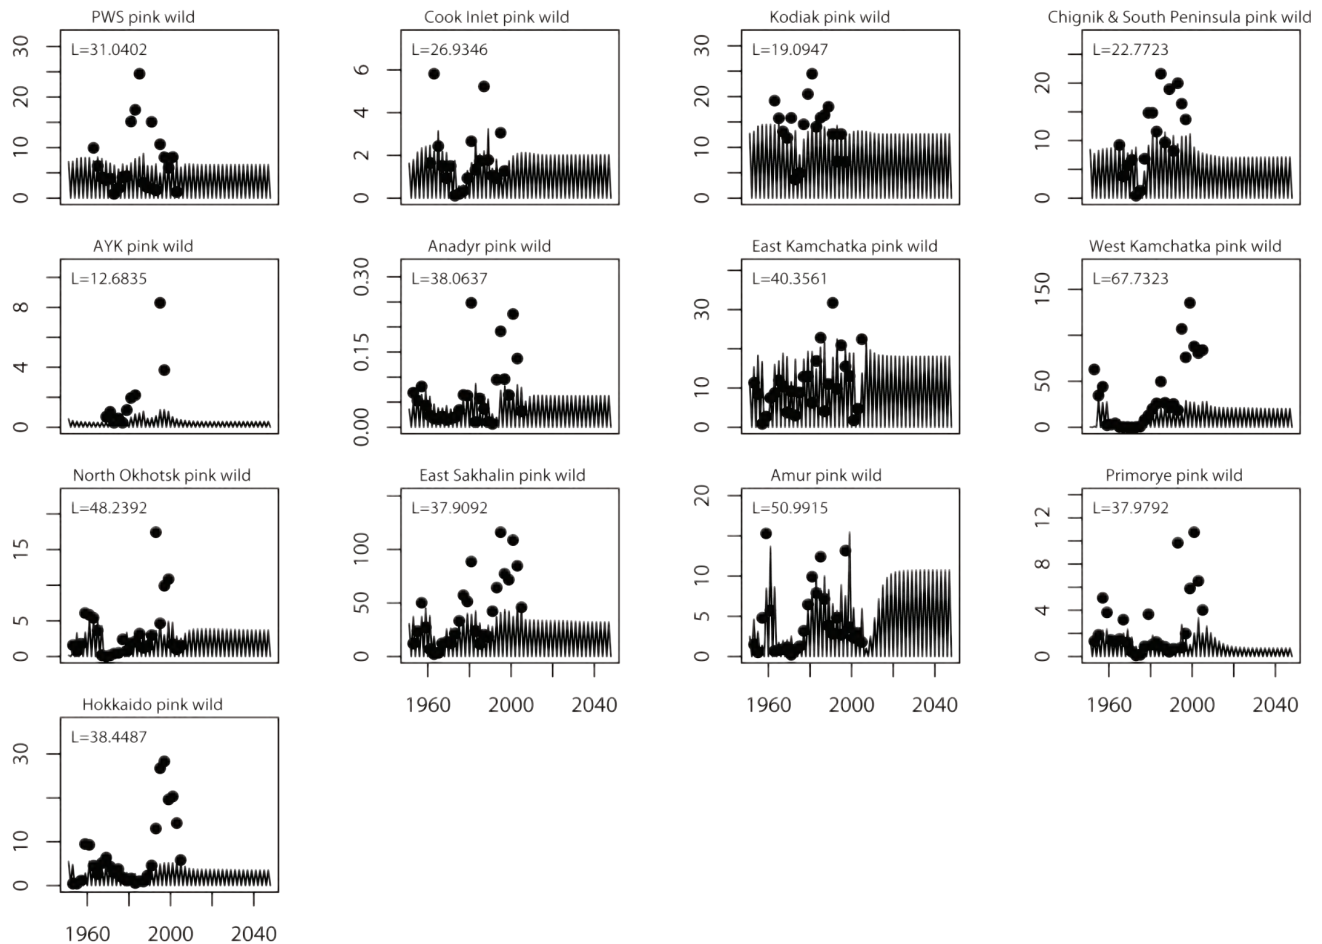 PWS pink wild
L=31.0402
30
20
10
0
Cook Inlet pink wild
L=26.9346
6
4
2
0
Kodiak pink wild
L=19.0947
30
20
10
0
Chignik & South Peninsula pink wild
L=22.7723
20
10
0
AYK pink wild
L=12.6835
8
4
0
Anadyr pink wild
L=38.0637
0.30
0.15
0.00
East Kamchatka pink wild
L=40.3561
30
10
0
West Kamchatka pink wild
L=67.7323
150
50
0
North Okhotsk pink wild
L=48.2392
15
5
0
East Sakhalin pink wild
L=37.9092
100
50
0
1960 2000 2040
Amur pink wild
L=50.9915
20
10
5
0
1960 2000 2040
Primorye pink wild
L=37.9792
12
8
4
0
1960 2000 2040
Hokkaido pink wild
L=38.4487
30
10
0
1960 2000 2040